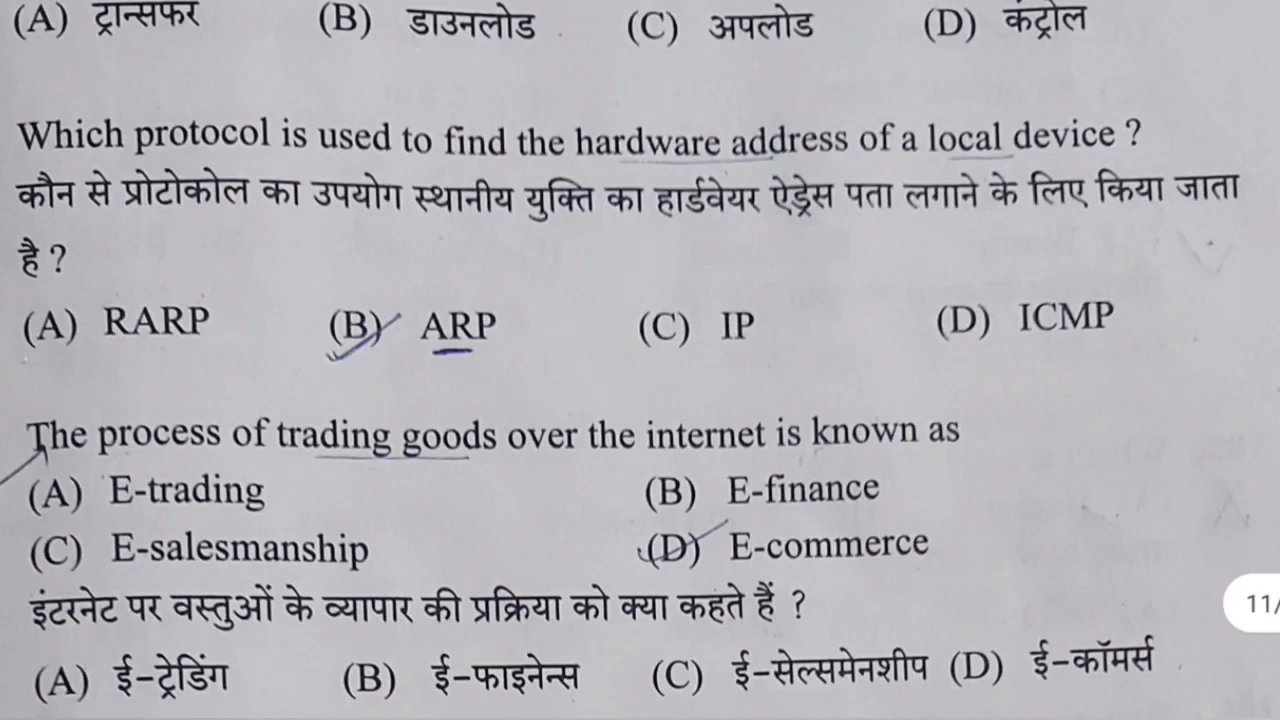 (A) ट्रान्सफर (B) डाउनलोड (C) अपलोड (D) कंट्रोल
Which protocol is used to find the hardware address of a local device ?
कौन से प्रोटोकोल का उपयोग स्थानीय युक्ति का हार्डवेयर ऐड्रेस पता लगाने के लिए किया जाता
है ?
(A) RARP (B) ARP (C) IP (D) ICMP
The process of trading goods over the internet is known as
(A) E-trading (B) E-finance
(C) E-salesmanship (D) E-commerce
इंटरनेट पर वस्तुओं के व्यापार की प्रक्रिया को क्या कहते हैं ?
11/
(A) ई-ट्रेडिंग (B) ई-फाइनेन्स (C) ई-सेल्समेनशीप (D) ई-कॉमर्स